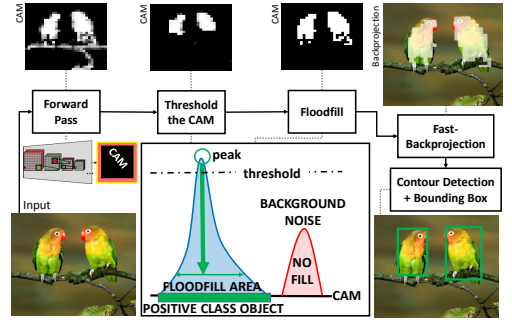 CAM
CAM
CAM
Backprojection
Forward
Pass
Threshold
the CAM
Floodfill
Fast-
Backprojection
Contour Detection
+ Bounding Box
CAM
Input
peak
threshold
BACKGROUND
NOISE
NO
FILL
FLOODFILL AREA
CAM
POSITIVE CLASS OBJECT